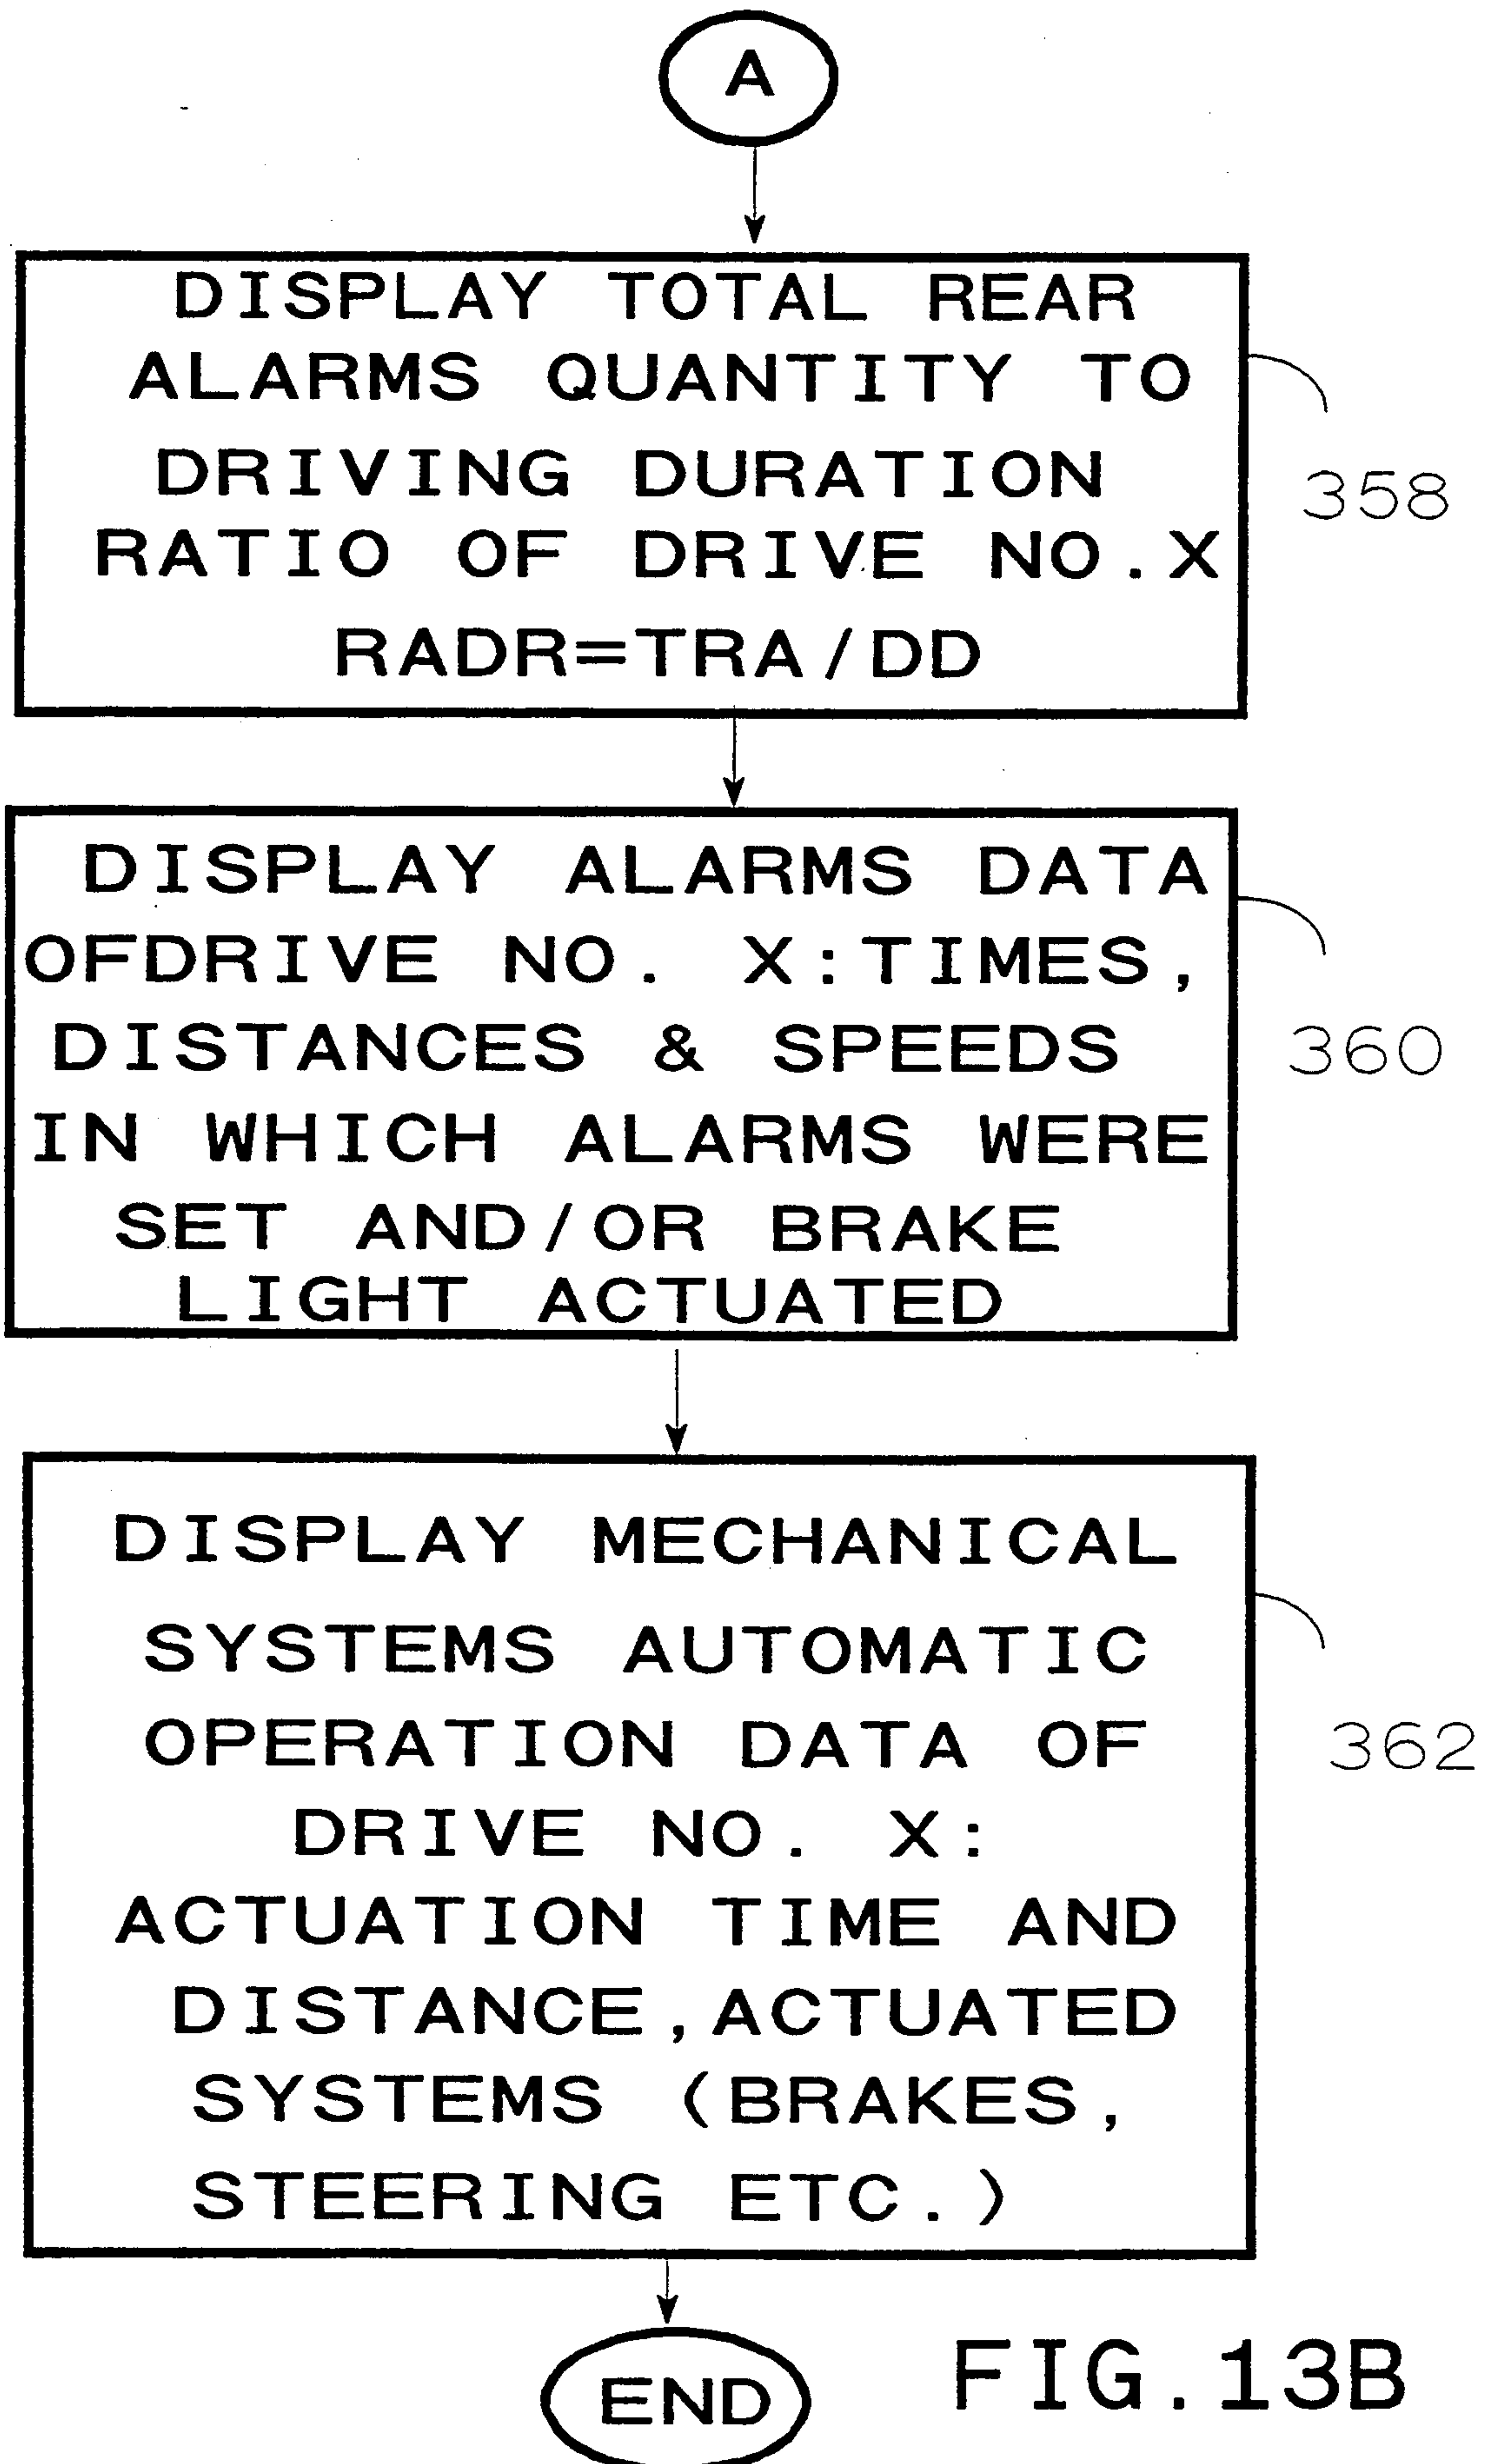 A
DISPLAY TOTAL REAR
ALARMS QUANTITY TO
DRIVING DURATION
RATIO OF DRIVE NO.X
RADR=TRA/DD
358
DISPLAY ALARMS DATA
OFDRIVE NO. X:TIMES,
DISTANCES & SPEEDS
IN WHICH ALARMS WERE
SET AND/OR BRAKE
LIGHT ACTUATED
360
DISPLAY MECHANICAL
SYSTEMS AUTOMATIC
OPERATION DATA OF
DRIVE NO. X:
ACTUATION TIME AND
DISTANCE,ACTUATED
SYSTEMS (BRAKES,
STEERING ETC.)
362
END
FIG.13B